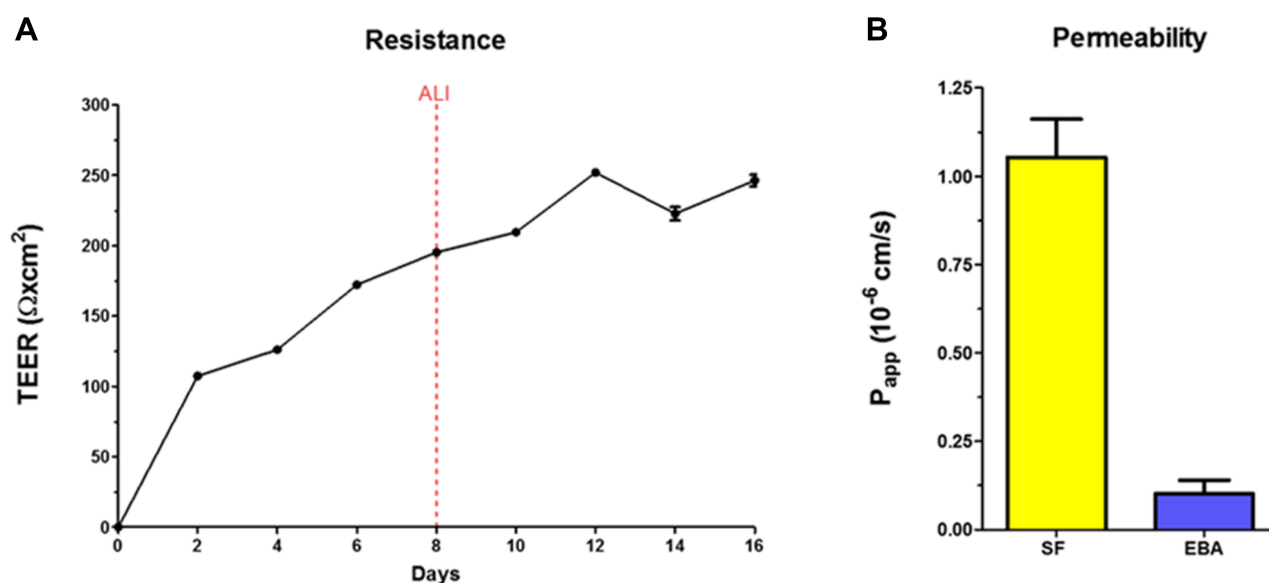 A
Resistance
ALI
300
250
200
150
100
50
0
TEER (Ωxcm²)
0 2 4 6 8 10 12 14 16
Days
B
Permeability
1.25
1.00
0.75
0.50
0.25
0.00
Papp (10⁻⁶ cm/s)
SF EBA